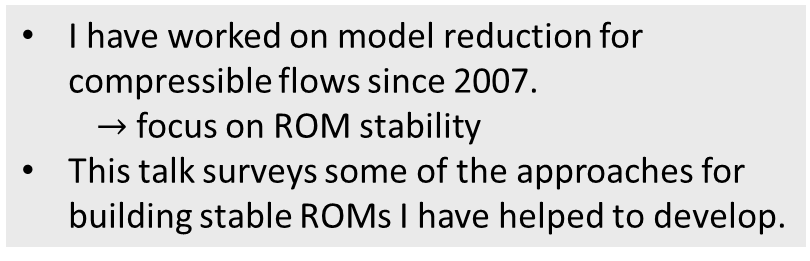 • I have worked on model reduction for
compressible flows since 2007.
→ focus on ROM stability
• This talk surveys some of the approaches for
building stable ROMs I have helped to develop.